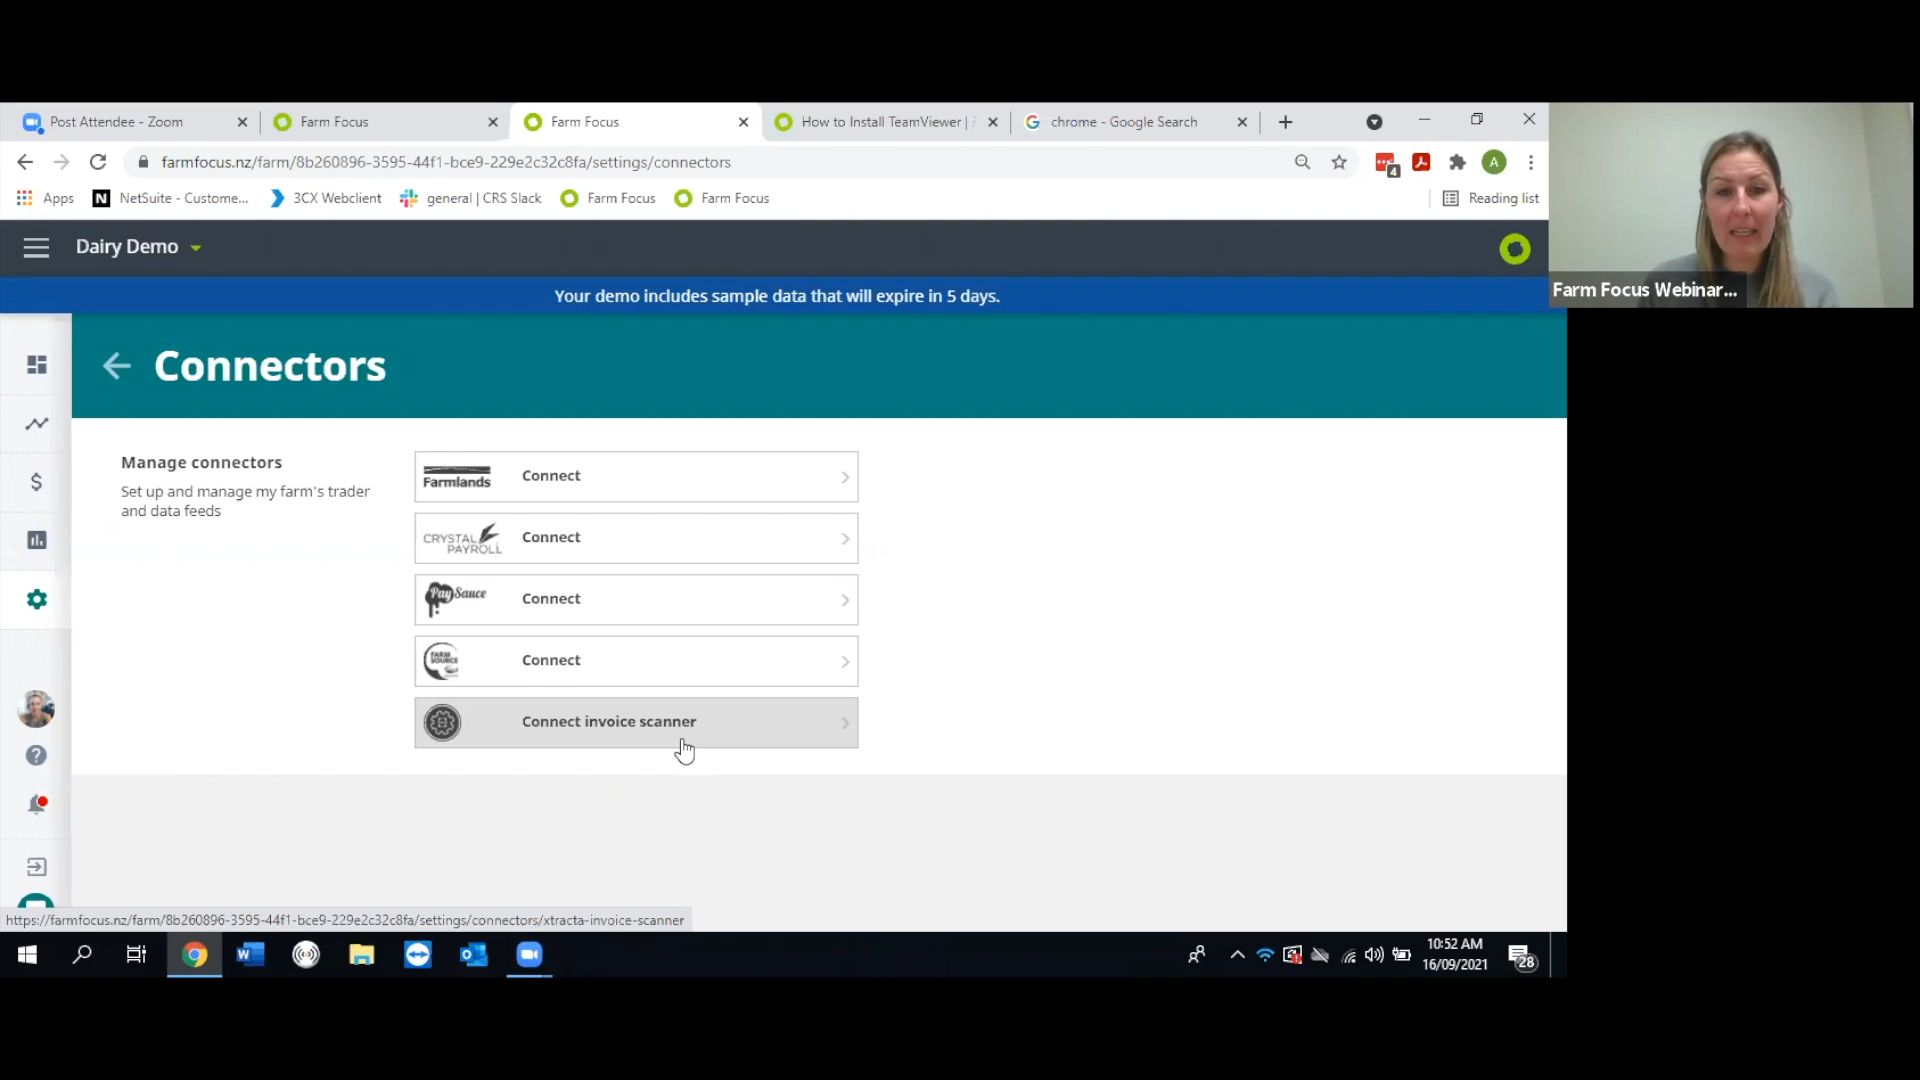 Post Attendee - Zoom
Farm Focus
Farm Focus
How to Install TeamViewer |
chrome - Google Search
farmfocus.nz/farm/8b260896-3595-44f1-bce9-229e2c32c8fa/settings/connectors
4
A
Apps
NetSuite - Custome...
3CX Webclient
general | CRS Slack
Farm Focus
Farm Focus
Reading list
Dairy Demo
Farm Focus Webinar...
Your demo includes sample data that will expire in 5 days.
Connectors
Manage connectors
Set up and manage my farm's trader
and data feeds
Farmlands
Connect
CRYSTAL
PAYROLL
Connect
PaySauce
Connect
FARM
SOURCE
Connect
Connect invoice scanner
https://farmfocus.nz/farm/8b260896-3595-44f1-bce9-229e2c32c8fa/settings/connectors/xtracta-invoice-scanner
10:52 AM
16/09/2021
28